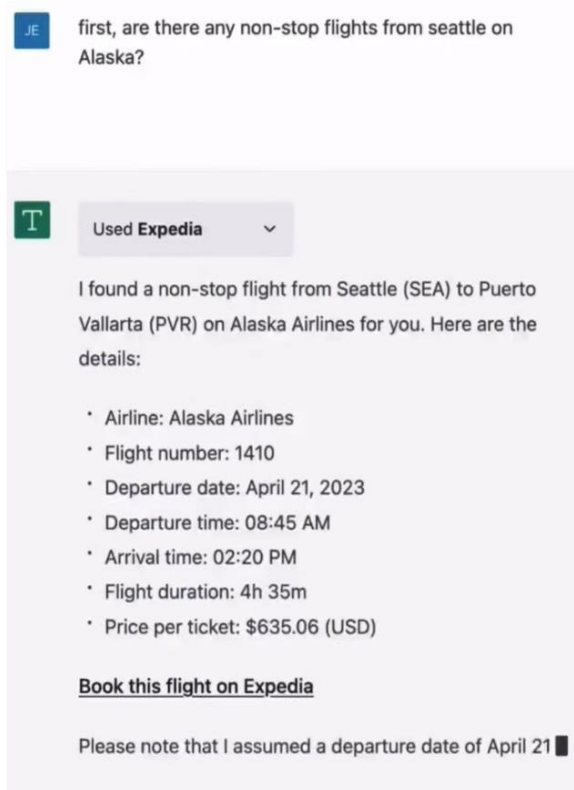 JE
first, are there any non-stop flights from seattle on
Alaska?
T
Used Expedia
I found a non-stop flight from Seattle (SEA) to Puerto
Vallarta (PVR) on Alaska Airlines for you. Here are the
details:
• Airline: Alaska Airlines
• Flight number: 1410
• Departure date: April 21, 2023
• Departure time: 08:45 AM
• Arrival time: 02:20 PM
• Flight duration: 4h 35m
• Price per ticket: $635.06 (USD)
Book this flight on Expedia
Please note that I assumed a departure date of April 21